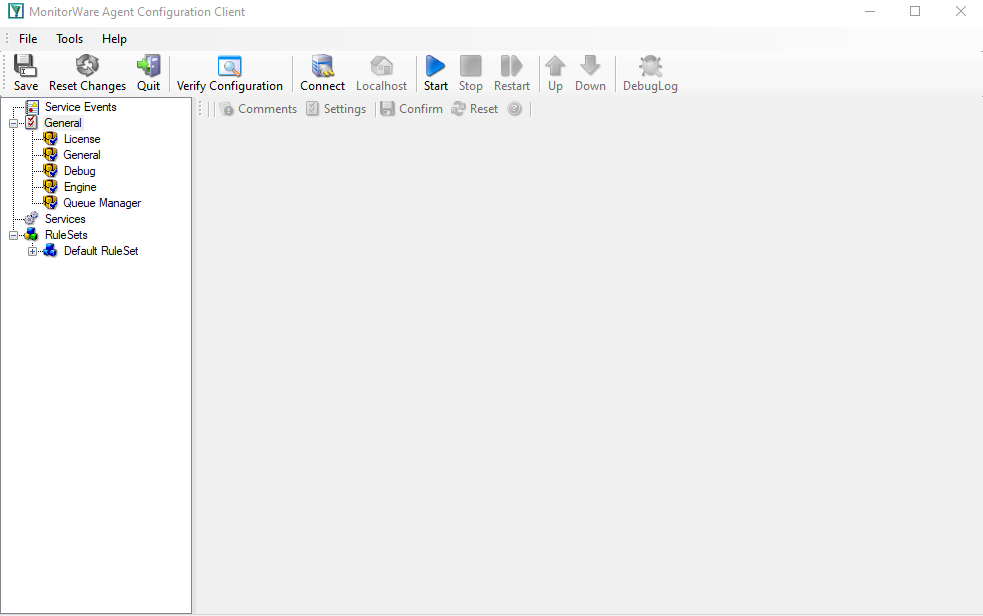 MonitorWare Agent Configuration Client
File Tools Help
Save Reset Changes Quit Verify Configuration Connect Localhost Start Stop Restart Up Down DebugLog
Service Events
General
License
General
Debug
Engine
Queue Manager
Services
RuleSets
Default RuleSet
Comments Settings Confirm Reset